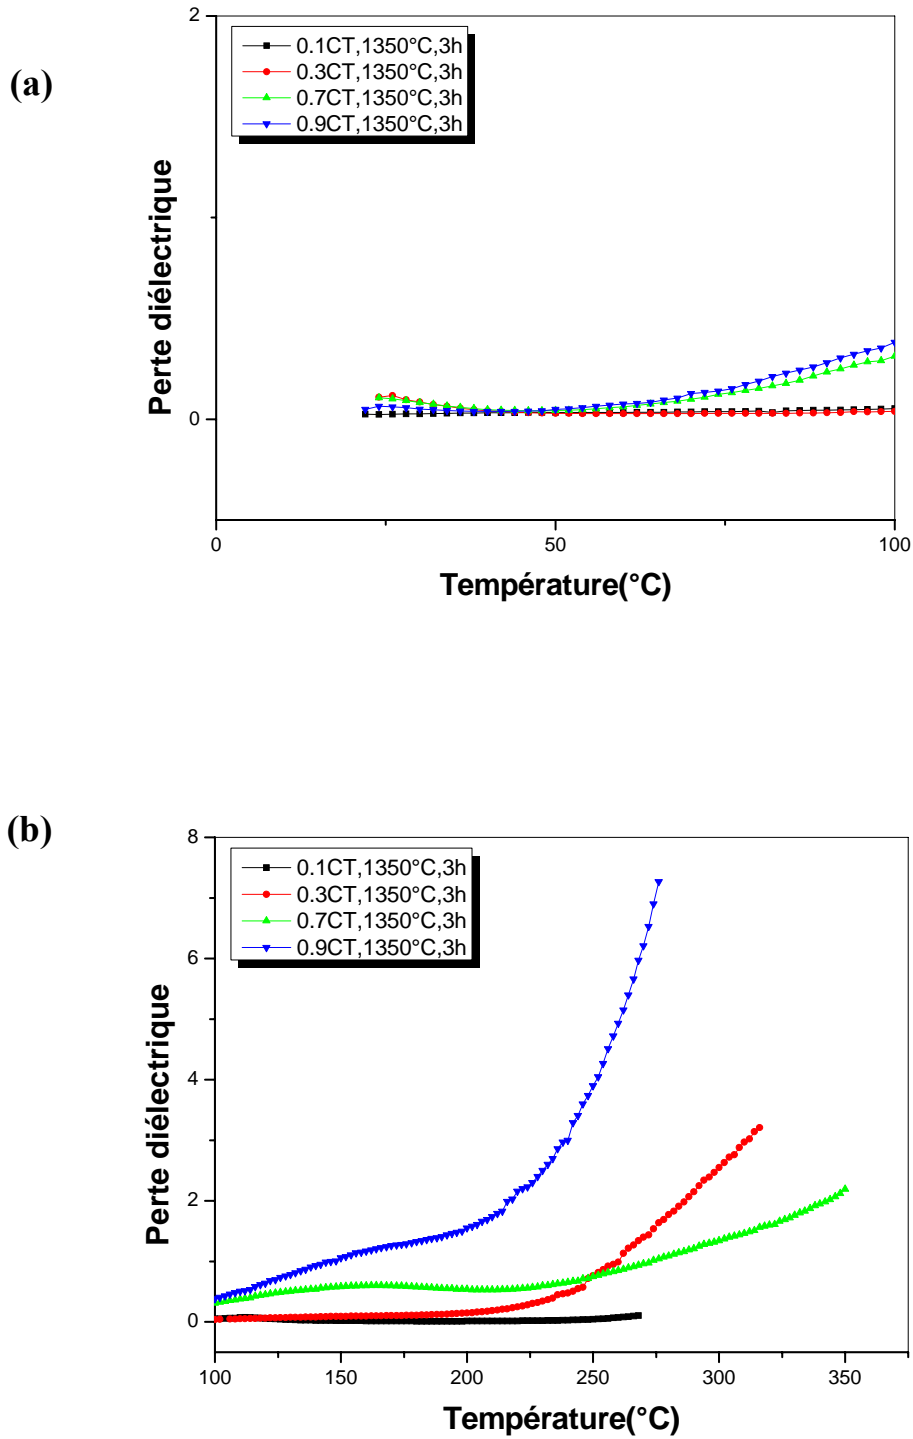 (a)
2
0
0.1CT,1350°C,3h
0.3CT,1350°C,3h
0.7CT,1350°C,3h
0.9CT,1350°C,3h
Perte diélectrique
0 50 100
Température(°C)
(b)
8
6
4
2
0
0.1CT,1350°C,3h
0.3CT,1350°C,3h
0.7CT,1350°C,3h
0.9CT,1350°C,3h
Perte diélectrique
100 150 200 250 300 350
Température(°C)